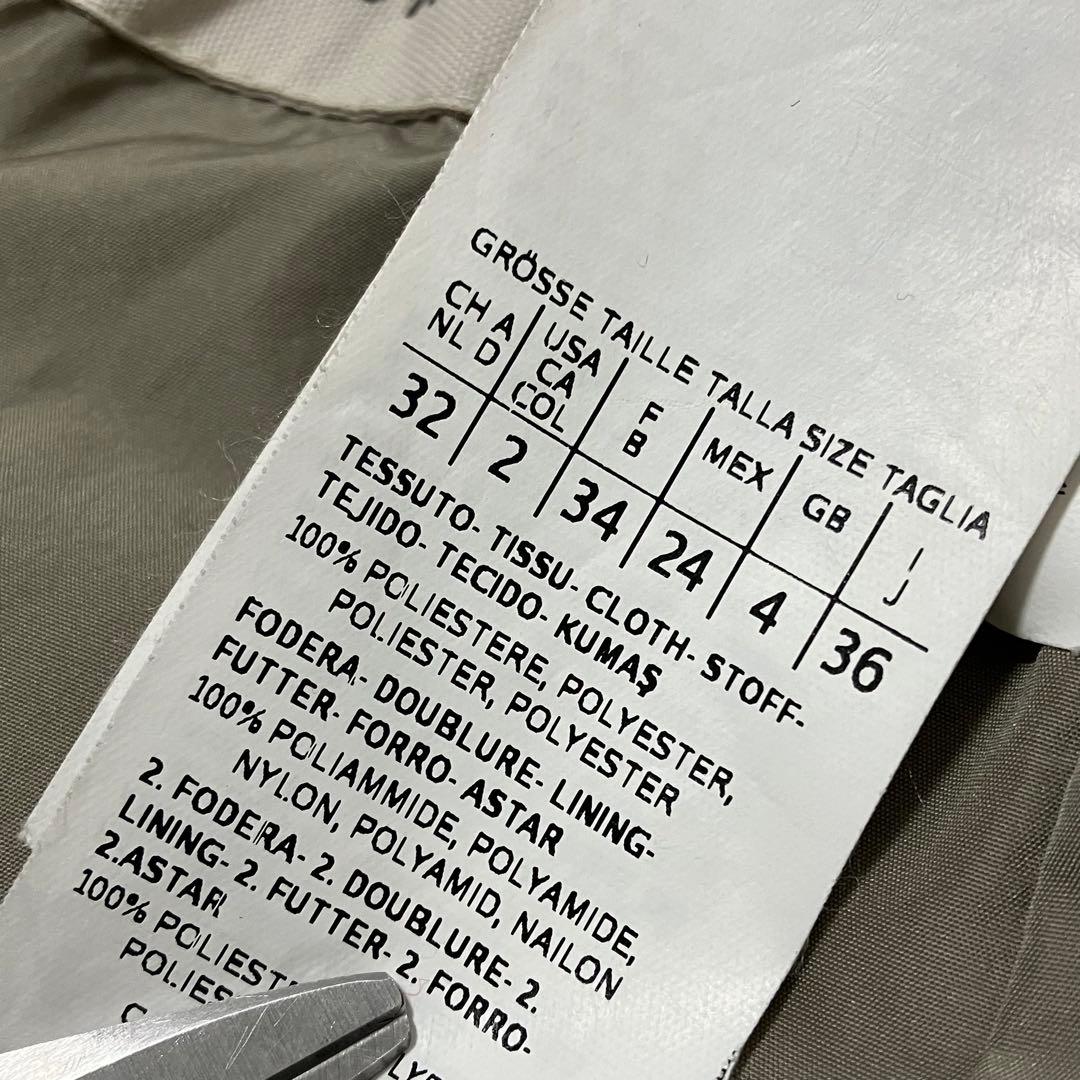 GRÖSSE TAILLE TALLA SIZE TAGLIA
CH A NL D | USA CA COL | F B | MEX | GB | I J
32 | 2 | 34 | 24 | 4 | 36
TESSUTO- TISSU- CLOTH- STOFF-
TEJIDO- TECIDO- KUMAŞ
100% POLIESTERE, POLYESTER,
POLIESTER, POLYESTER
FODERA- DOUBLURE- LINING-
FUTTER- FORRO- ASTAR
100% POLIAMMIDE, POLYAMIDE,
NYLON, POLYAMID, NAILON
2. FODERA- 2. DOUBLURE- 2.
LINING- 2. FUTTER- 2. FORRO-
2.ASTAR
100%